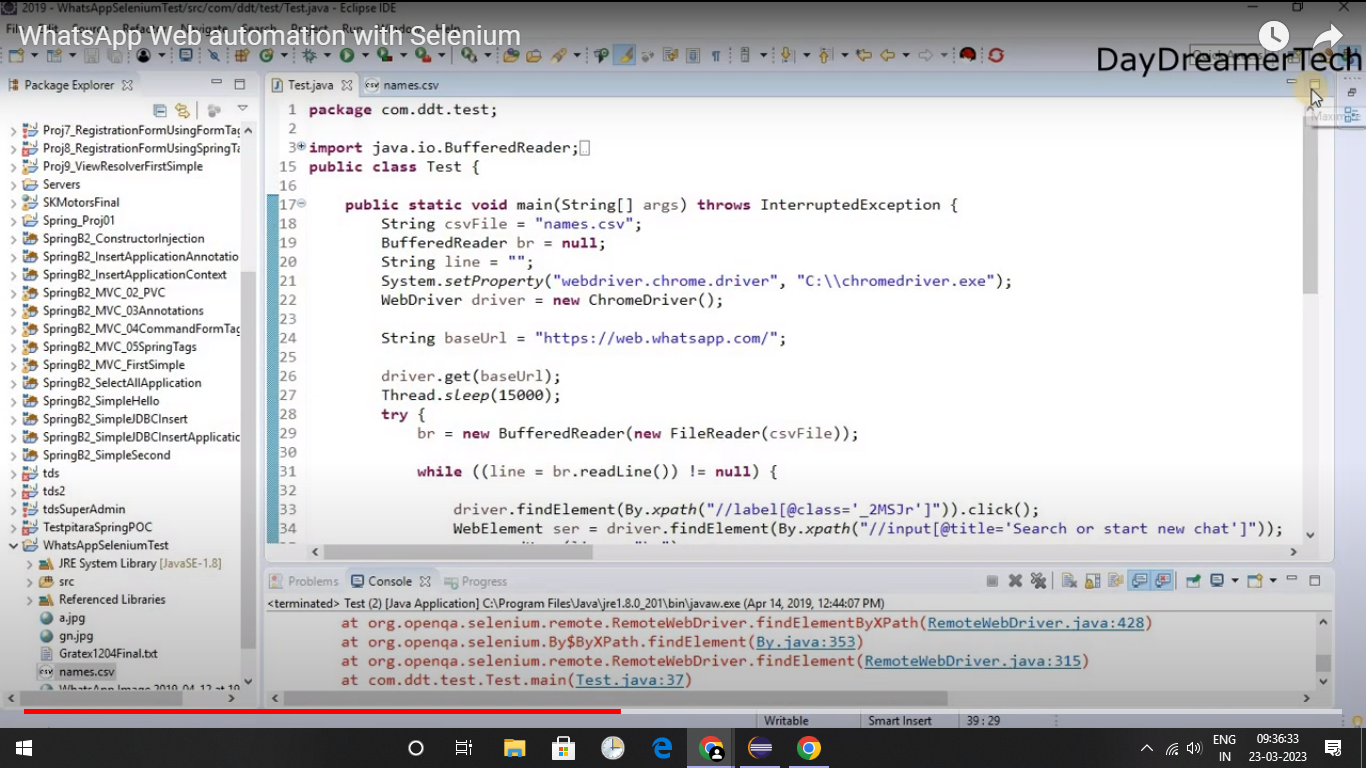 2019 - WhatsAppSeleniumTest/src/com/ddt/test/Test.java - Eclipse IDE
WhatsApp Web automation with Selenium
DayDreamerTech
Package Explorer
Test.java
names.csv
Proj7_RegistrationFormUsingFormTag
Proj8_RegistrationFormUsingSpringTa
Proj9_ViewResolverFirstSimple
Servers
SKMotorsFinal
Spring_Proj01
SpringB2_ConstructorInjection
SpringB2_InsertApplicationAnnotatio
SpringB2_InsertApplicationContext
SpringB2_MVC_02_PVC
SpringB2_MVC_03Annotations
SpringB2_MVC_04CommandFormTag
SpringB2_MVC_05SpringTags
SpringB2_MVC_FirstSimple
SpringB2_SelectAllApplication
SpringB2_SimpleHello
SpringB2_SimpleJDBCInsert
SpringB2_SimpleJDBCInsertApplicatic
SpringB2_SimpleSecond
tds
tds2
tdsSuperAdmin
TestpitaraSpringPOC
WhatsAppSeleniumTest
JRE System Library [JavaSE-1.8]
src
Referenced Libraries
a.jpg
gn.jpg
Gratex1204Final.txt
names.csv
WhatsApp Image 2019-04-12 at 19
1 package com.ddt.test;
2
3 import java.io.BufferedReader;
15 public class Test {
16
17 public static void main(String[] args) throws InterruptedException {
18 String csvFile = "names.csv";
19 BufferedReader br = null;
20 String line = "";
21 System.setProperty("webdriver.chrome.driver", "C:\\chromedriver.exe");
22 WebDriver driver = new ChromeDriver();
23
24 String baseUrl = "https://web.whatsapp.com/";
25
26 driver.get(baseUrl);
27 Thread.sleep(15000);
28 try {
29 br = new BufferedReader(new FileReader(csvFile));
30
31 while ((line = br.readLine()) != null) {
32
33 driver.findElement(By.xpath("//label[@class='_2MSJr']")).click();
34 WebElement ser = driver.findElement(By.xpath("//input[@title='Search or start new chat']"));
Problems
Console
Progress
<terminated> Test (2) [Java Application] C:\Program Files\Java\jre1.8.0_201\bin\javaw.exe (Apr 14, 2019, 12:44:07 PM)
at org.openqa.selenium.remote.RemoteWebDriver.findElementByXPath(RemoteWebDriver.java:428)
at org.openqa.selenium.By$ByXPath.findElement(By.java:353)
at org.openqa.selenium.remote.RemoteWebDriver.findElement(RemoteWebDriver.java:315)
at com.ddt.test.Test.main(Test.java:37)
Writable
Smart Insert
39 : 29
ENG
IN
09:36:33
23-03-2023